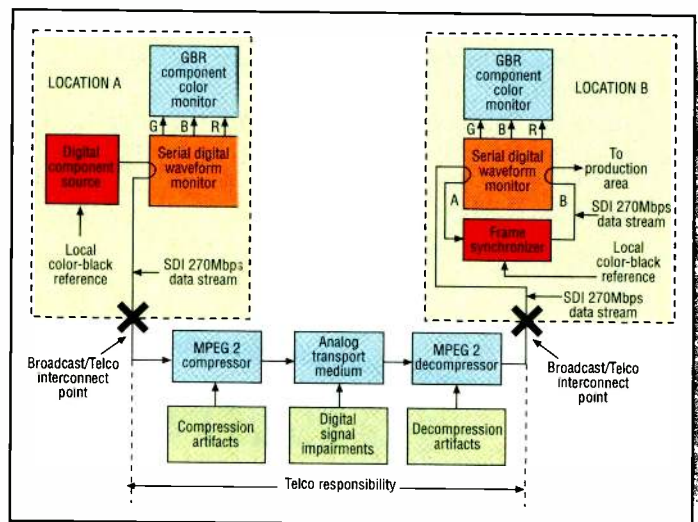 LOCATION A
GBR
component
color
monitor
G
B
R
Digital
component
source
Serial digital
waveform
monitor
Local
color-black
reference
SDI 270Mbps
data stream
Broadcast/Telco
interconnect
point
LOCATION B
GBR
component
color
monitor
G
B
R
Serial digital
waveform
monitor
To
production
area
A
B
SDI 270Mbps
data stream
Frame
synchronizer
Local
color-black
reference
SDI 270Mbps
data stream
Broadcast/Telco
interconnect
point
MPEG 2
compressor
Analog
transport
medium
MPEG 2
decompressor
Compression
artifacts
Digital
signal
impairments
Decompression
artifacts
Telco responsibility